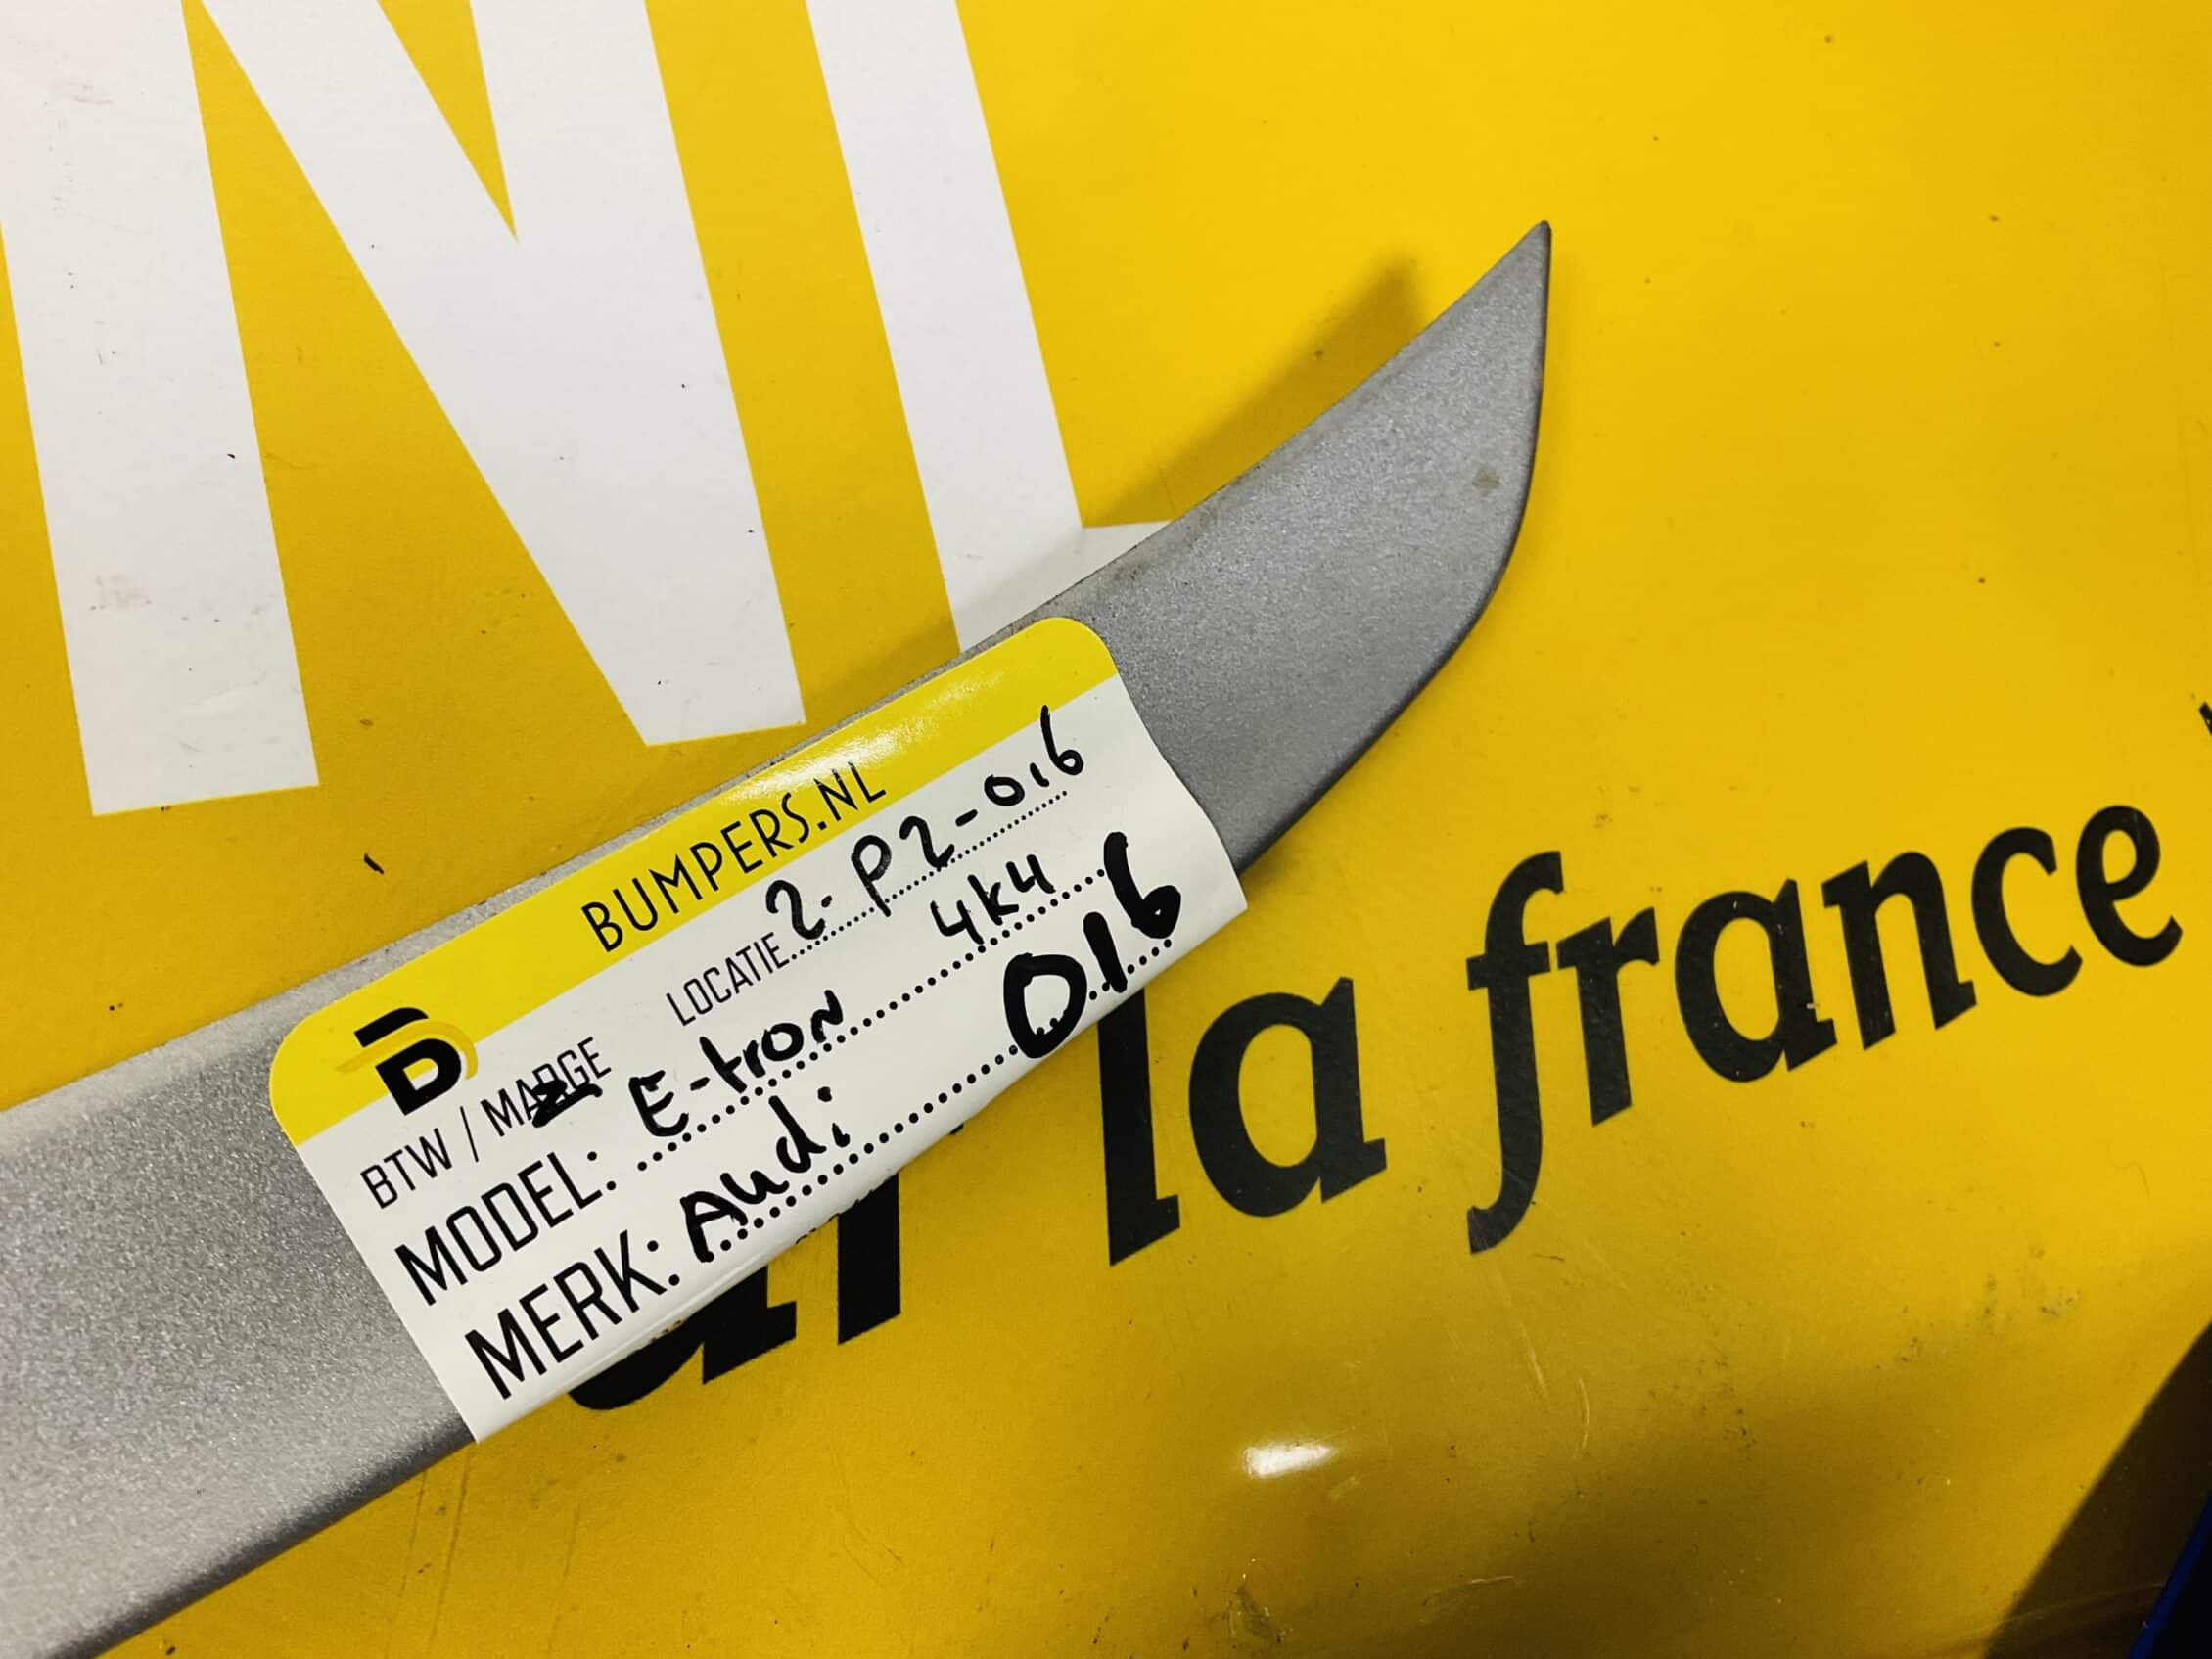 BUMPERS.NL
BTW / MARGE LOCATIE 2-P2-016
MODEL: E-tron 4k4
MERK: Audi 016
la france